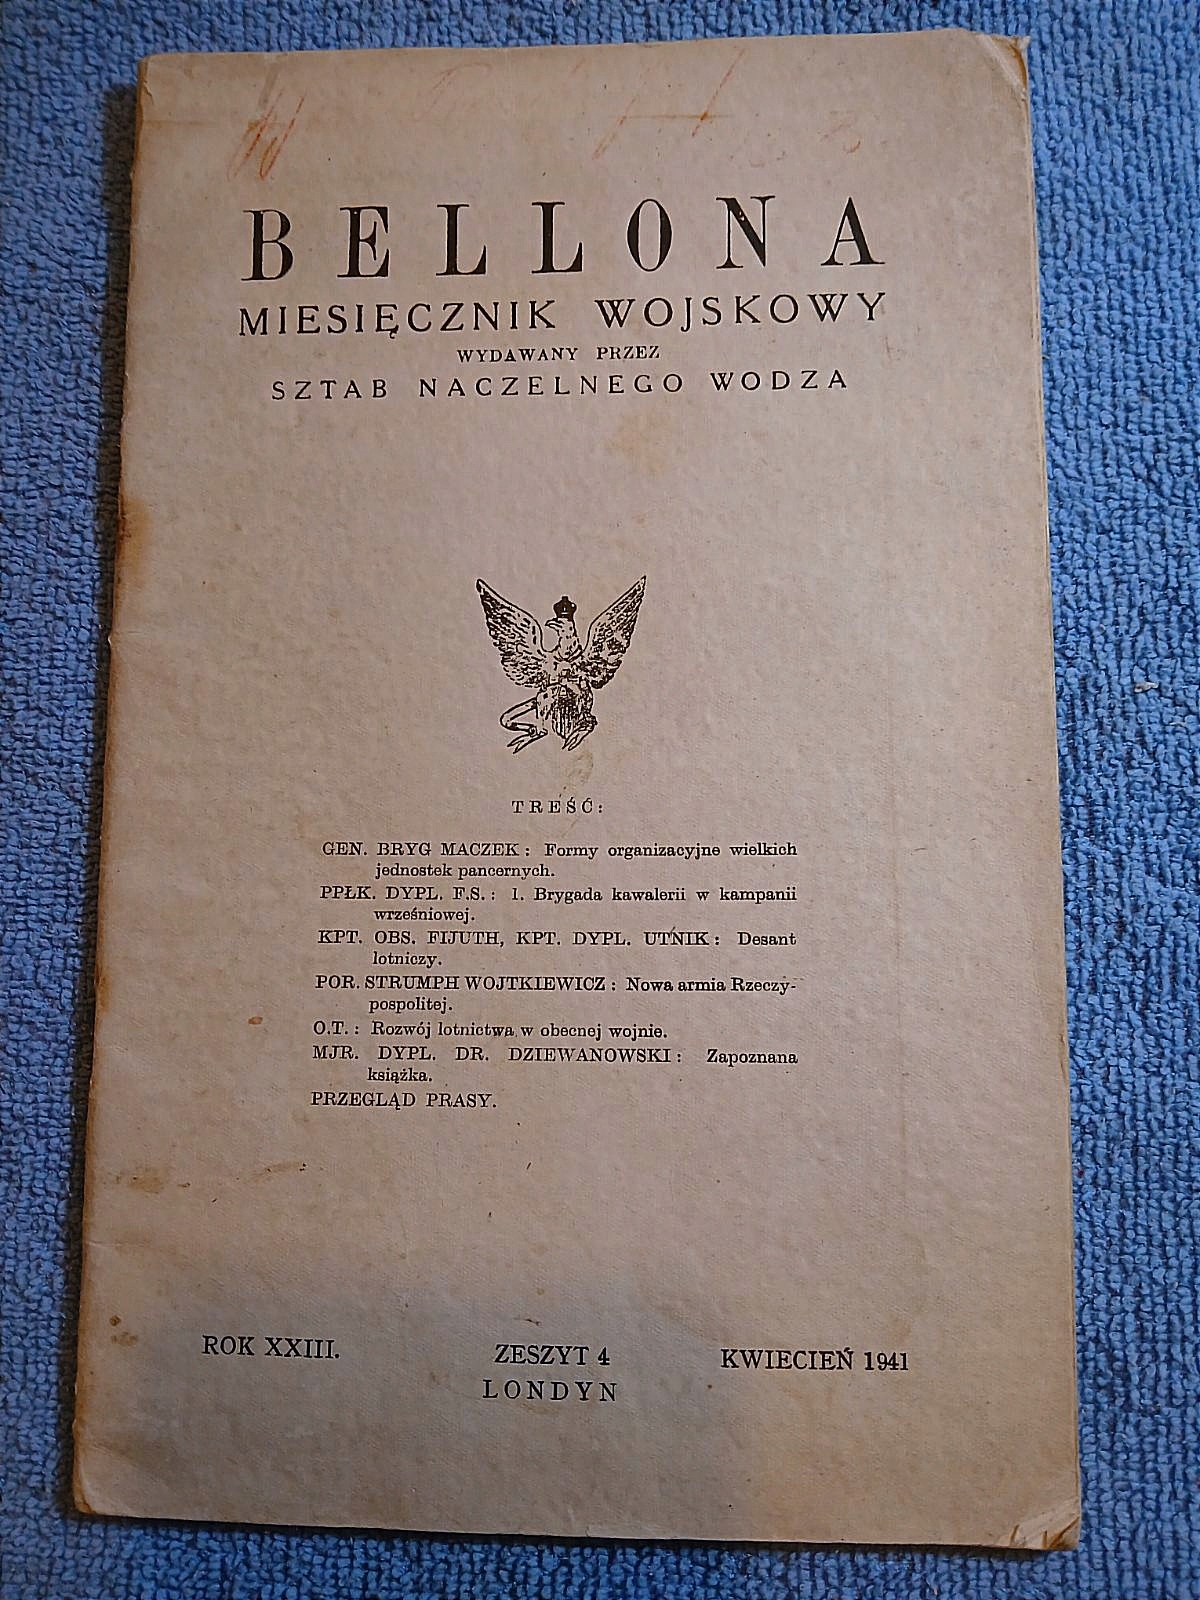 BELLONA
MIESIĘCZNIK WOJSKOWY
WYDAWANY PRZEZ
SZTAB NACZELNEGO WODZA
TREŚĆ:
GEN. BRYG MACZEK : Formy organizacyjne wielkich
jednostek pancernych.
PPŁK. DYPL. F.S. : 1. Brygada kawalerii w kampanii
wrześniowej.
KPT. OBS. FIJUTH, KPT. DYPL. UTNIK : Desant
lotniczy.
POR. STRUMPH WOJTKIEWICZ : Nowa armia Rzeczy-
pospolitej.
O.T. : Rozwój lotnictwa w obecnej wojnie.
MJR. DYPL. DR. DZIEWANOWSKI : Zapoznana
książka.
PRZEGLĄD PRASY.
ROK XXIII.
ZESZYT 4
KWIECIEŃ 1941
LONDYN